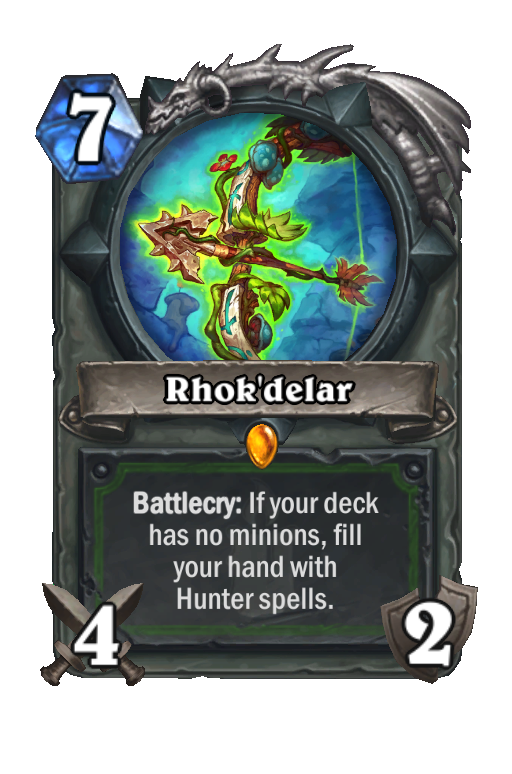 7
Rhok'delar
Battlecry: If your deck
has no minions, fill
your hand with
Hunter spells.
4
2